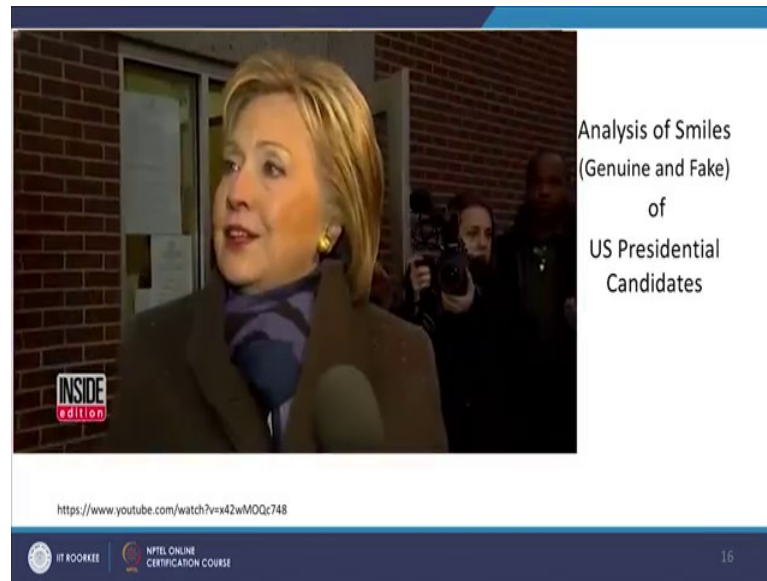 Analysis of Smiles
(Genuine and Fake)
of
US Presidential
Candidates
INSIDE
edition
https://www.youtube.com/watch?v=x42wMOQc748
IIT ROORKEE
NPTEL ONLINE
CERTIFICATION COURSE
16